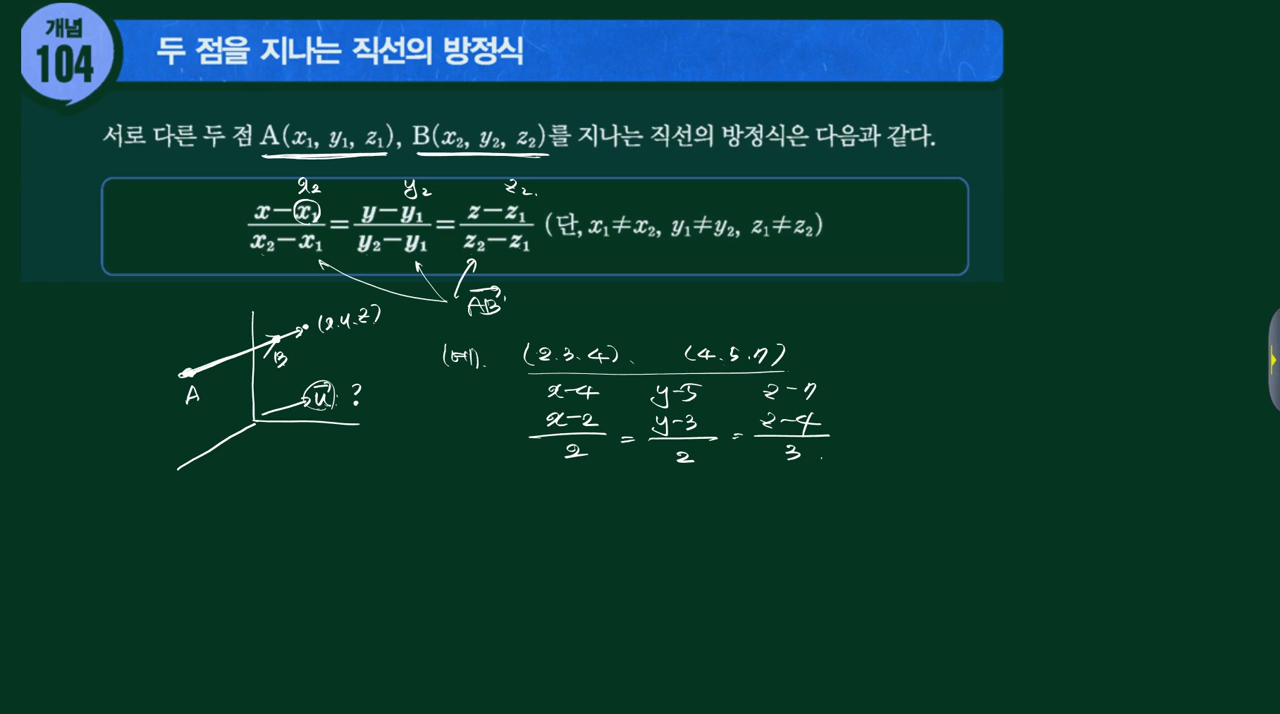 개념
104
두 점을 지나는 직선의 방정식
서로 다른 두 점 A(x₁, y₁, z₁), B(x₂, y₂, z₂)를 지나는 직선의 방정식은 다음과 같다.
x₂ y₂ z₂.
x−x₁ / x₂−x₁ = y−y₁ / y₂−y₁ = z−z₁ / z₂−z₁ (단, x₁≠x₂, y₁≠y₂, z₁≠z₂)
AB
(x.y.z)
B
A
u ?
(예). (2.3.4). (4.5.7)
x-4 y-5 z-7
x-2 / 2 = y-3 / 2 = z-4 / 3.